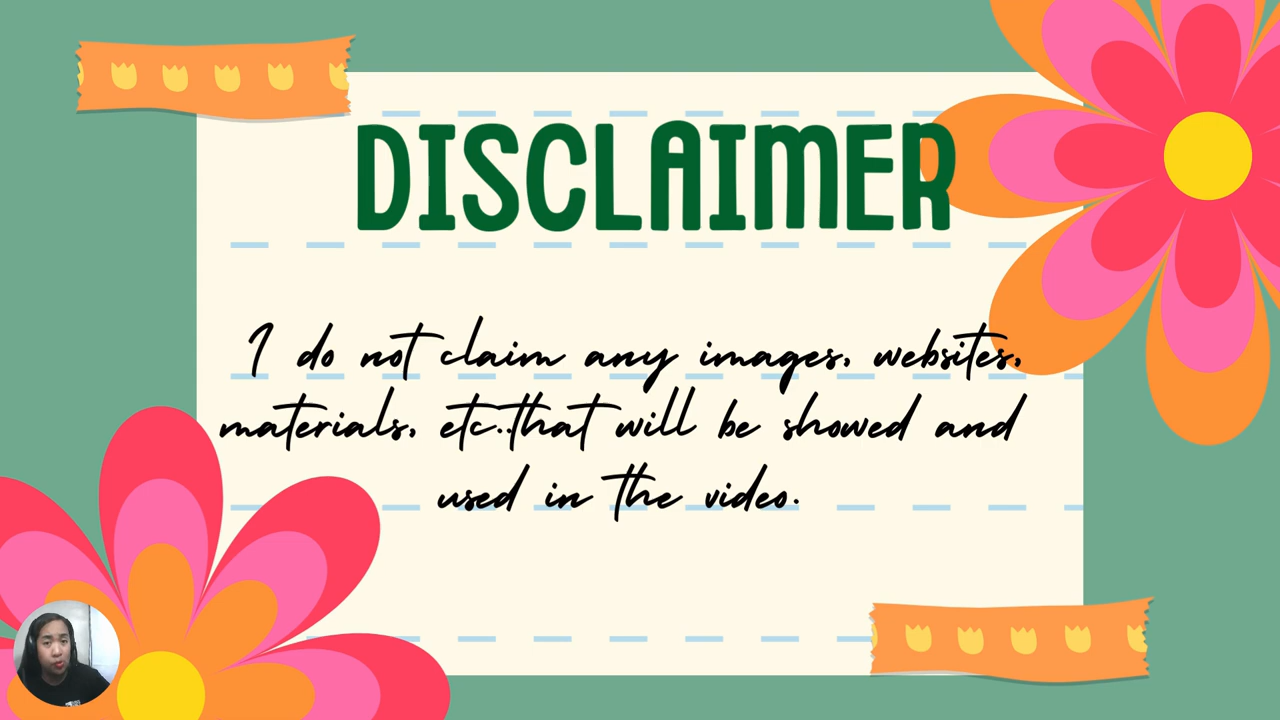 DISCLAIMER
I do not claim any images, websites,
materials, etc..that will be showed and
used in the video.